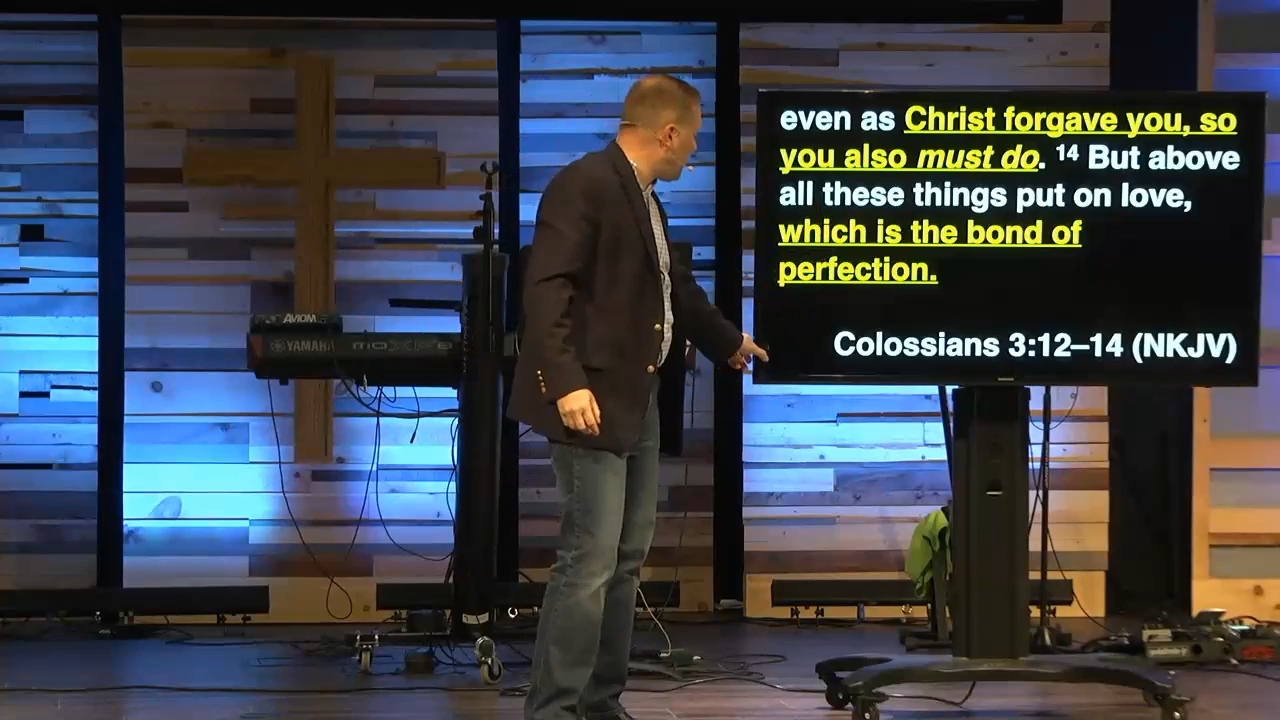 even as Christ forgave you, so
you also must do. 14 But above
all these things put on love,
which is the bond of
perfection.
Colossians 3:12–14 (NKJV)
AVIOM
YAMAHA MOXF8